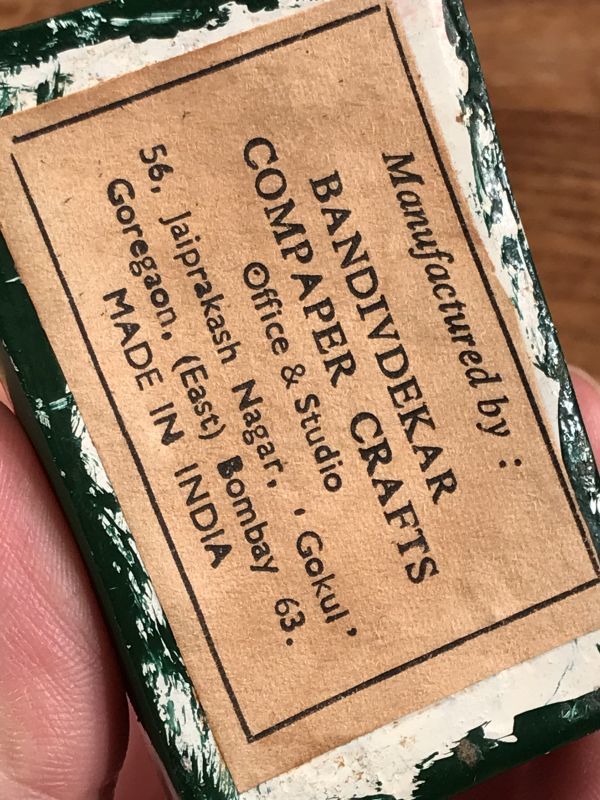 Manufactured by :
BANDIVDEKAR
COMPAPER CRAFTS
Office & Studio
56, Jaiprakash Nagar, , Gokul '
Goregaon, (East) Bombay 63.
MADE IN INDIA